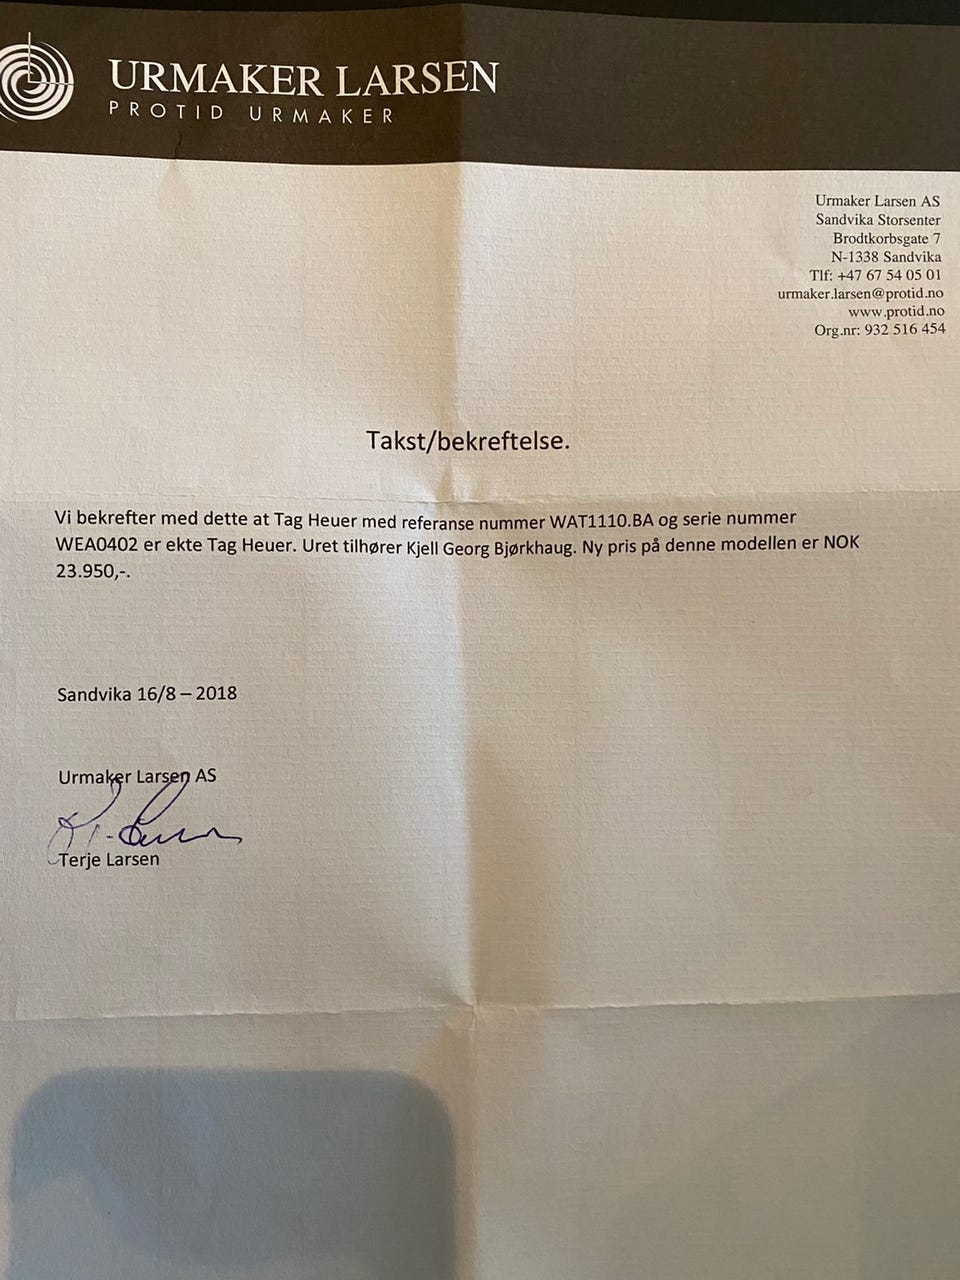 URMAKER LARSEN
PROTID URMAKER
Urmaker Larsen AS
Sandvika Storsenter
Brodtkorbsgate 7
N-1338 Sandvika
Tlf: +47 67 54 05 01
urmaker.larsen@protid.no
www.protid.no
Org.nr: 932 516 454
Takst/bekreftelse.
Vi bekrefter med dette at Tag Heuer med referanse nummer WAT1110.BA og serie nummer
WEA0402 er ekte Tag Heuer. Uret tilhører Kjell Georg Bjørkhaug. Ny pris på denne modellen er NOK
23.950,-.
Sandvika 16/8 – 2018
Urmaker Larsen AS
Terje Larsen